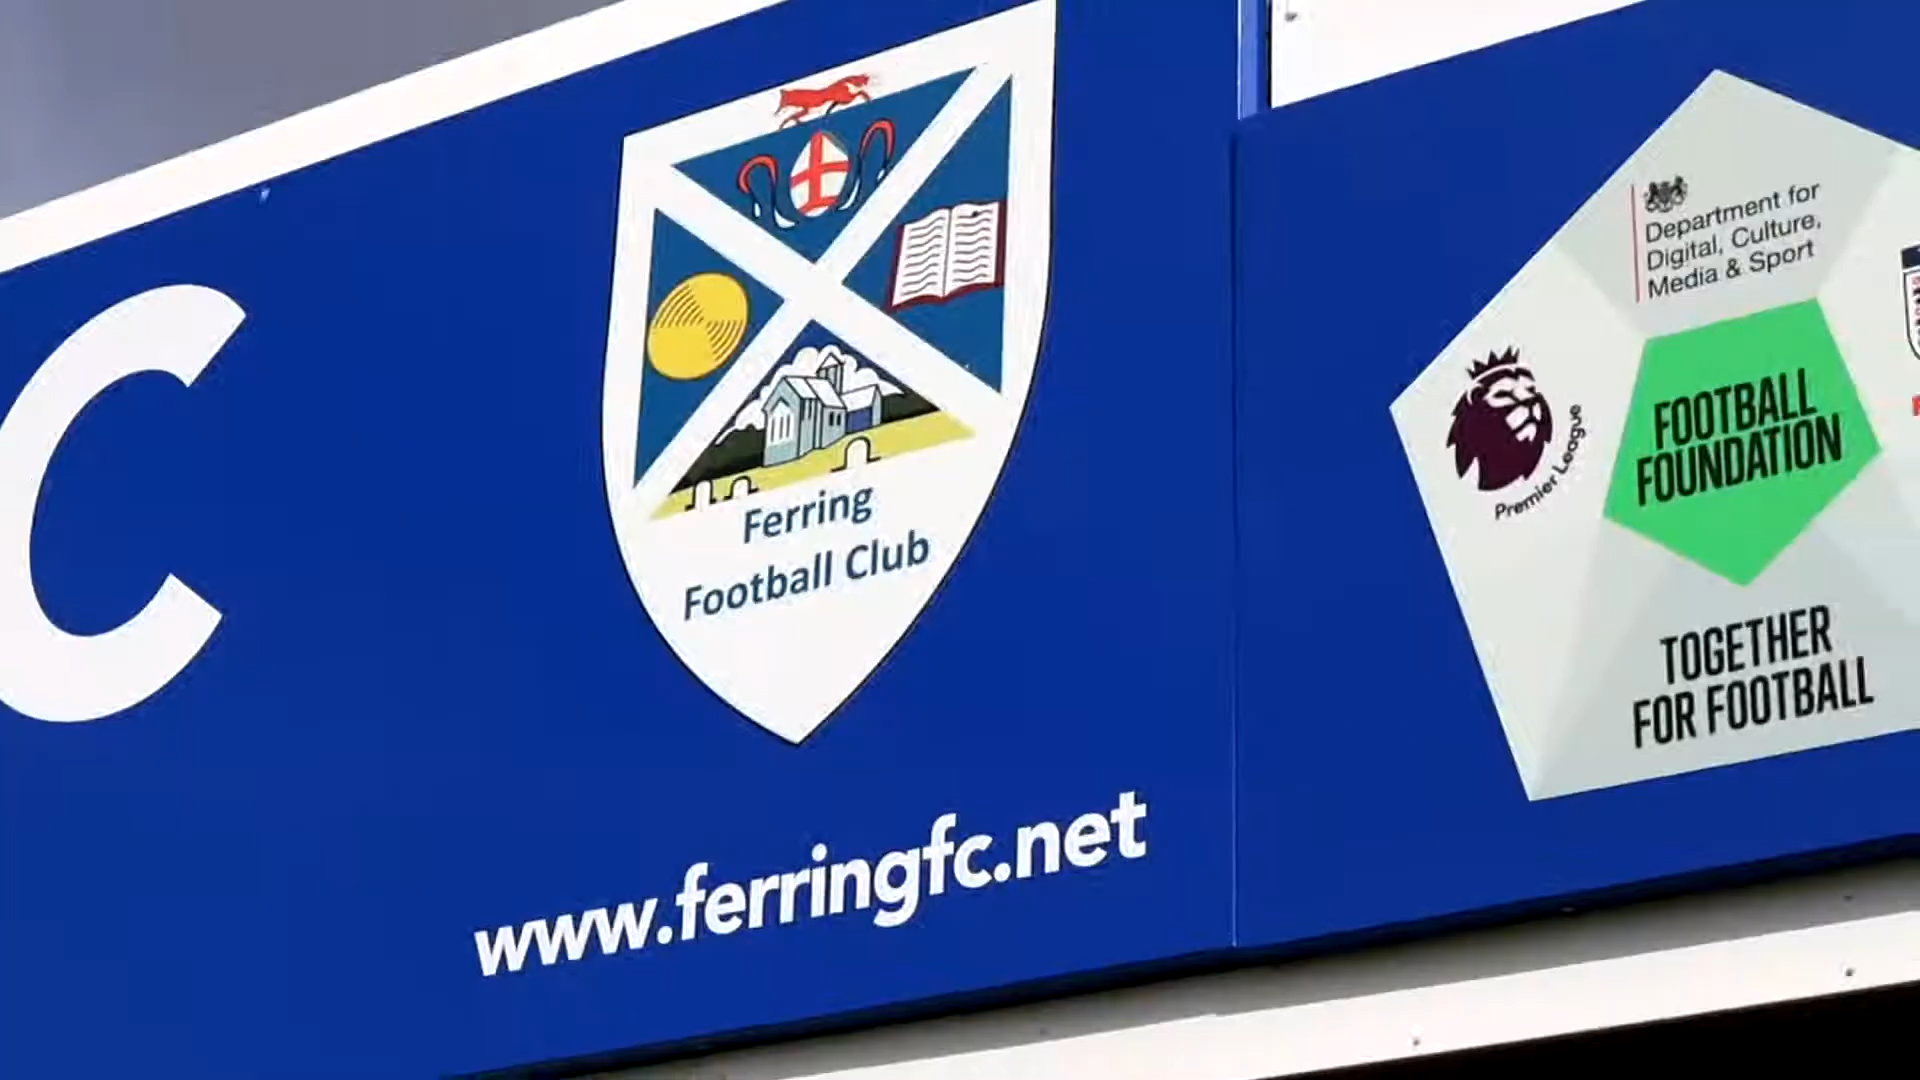 C
Ferring
Football Club
www.ferringfc.net
Department for
Digital, Culture,
Media & Sport
Premier League
FOOTBALL
FOUNDATION
TOGETHER
FOR FOOTBALL